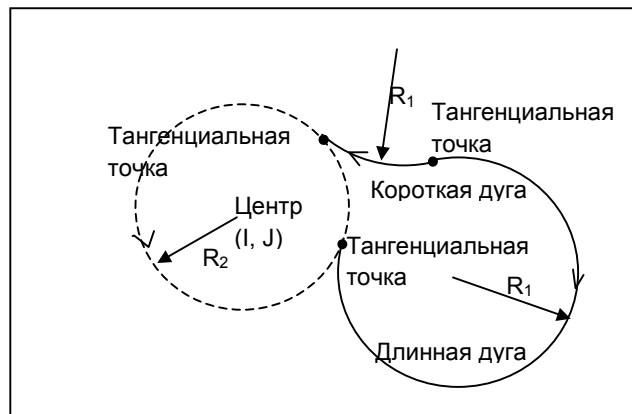 R₁
Тангенциальная
точка
Тангенциальная
точка
Короткая дуга
Центр
(I, J)
R₂
Тангенциальная
точка
R₁
Длинная дуга